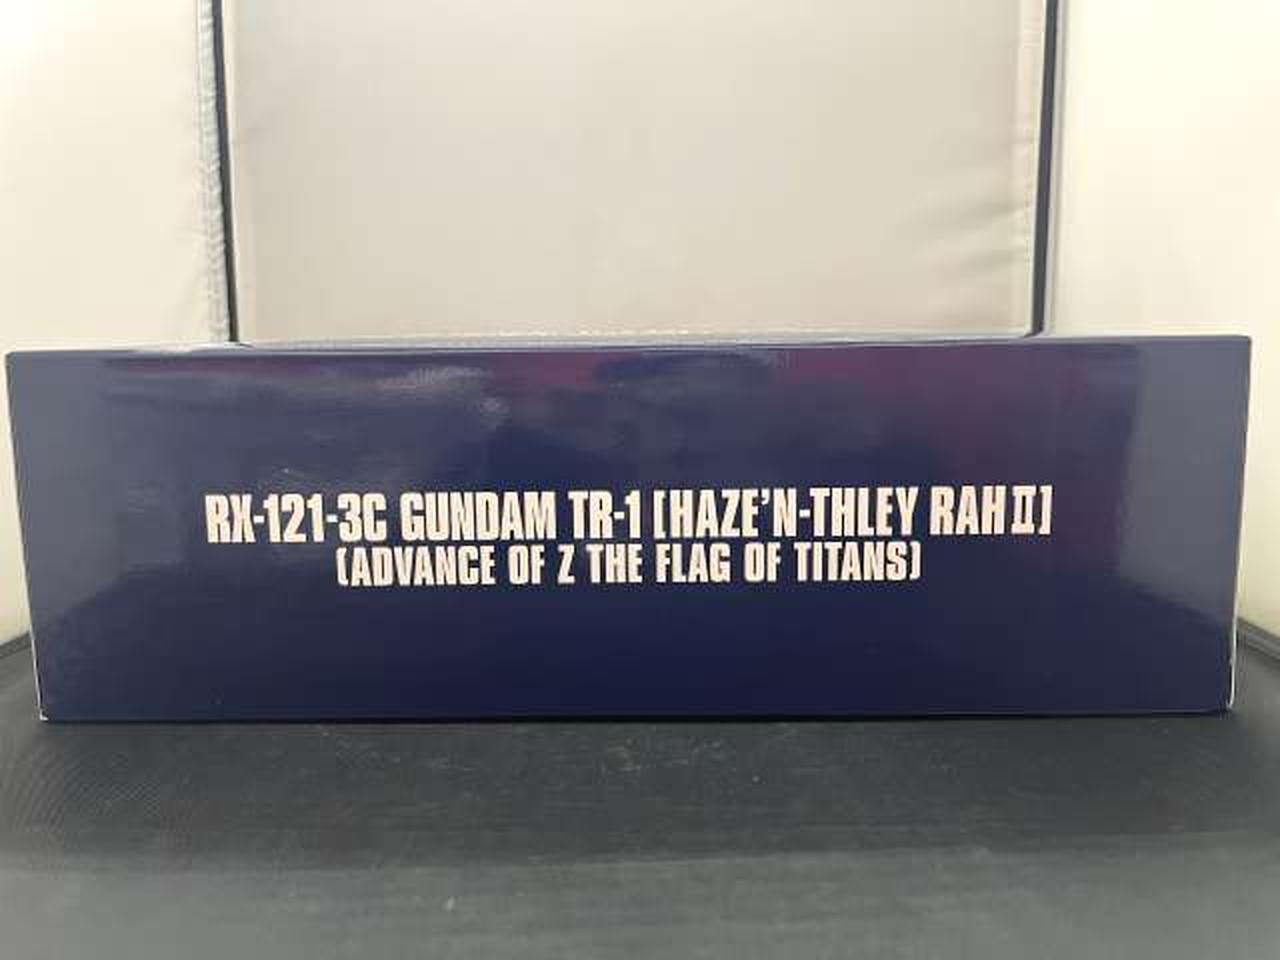 RX-121-3C GUNDAM TR-1 [HAZE'N-THLEY RAH II]
(ADVANCE OF Z THE FLAG OF TITANS)